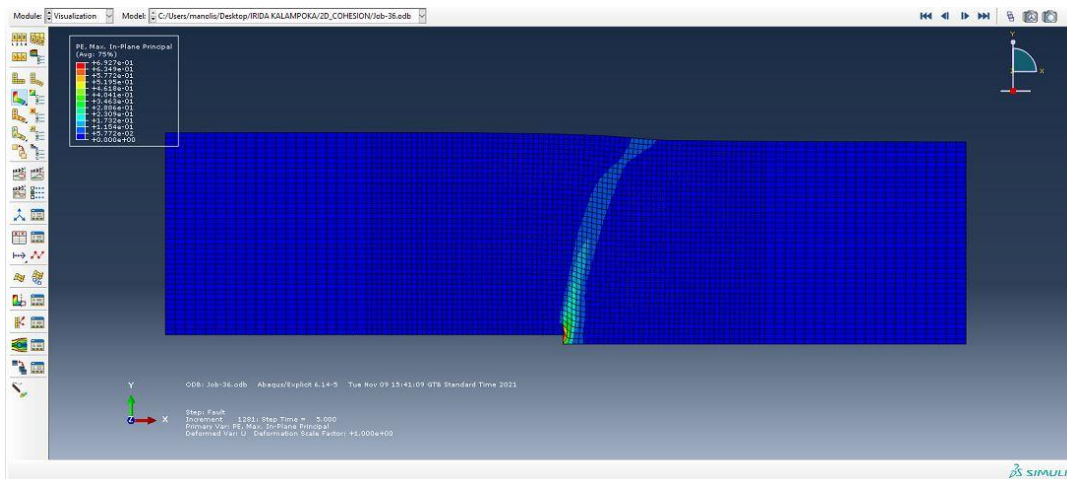 Module: Visualization Model: C:/Users/manolis/Desktop/IRIDA KALAMPOKA/2D_COHESION/Job-36.odb
PE, Max. In-Plane Principal
(Avg: 75%)
+6.927e-01
+6.349e-01
+5.772e-01
+5.195e-01
+4.618e-01
+4.041e-01
+3.463e-01
+2.886e-01
+2.309e-01
+1.732e-01
+1.154e-01
+5.772e-02
+0.000e+00
Y
X
Y
X
Z
ODB: Job-36.odb Abaqus/Explicit 6.14-5 Tue Nov 09 15:41:09 GTB Standard Time 2021
Step: Fault
Increment 1281: Step Time = 5.000
Primary Var: PE, Max. In-Plane Principal
Deformed Var: U Deformation Scale Factor: +1.000e+00
SIMULI